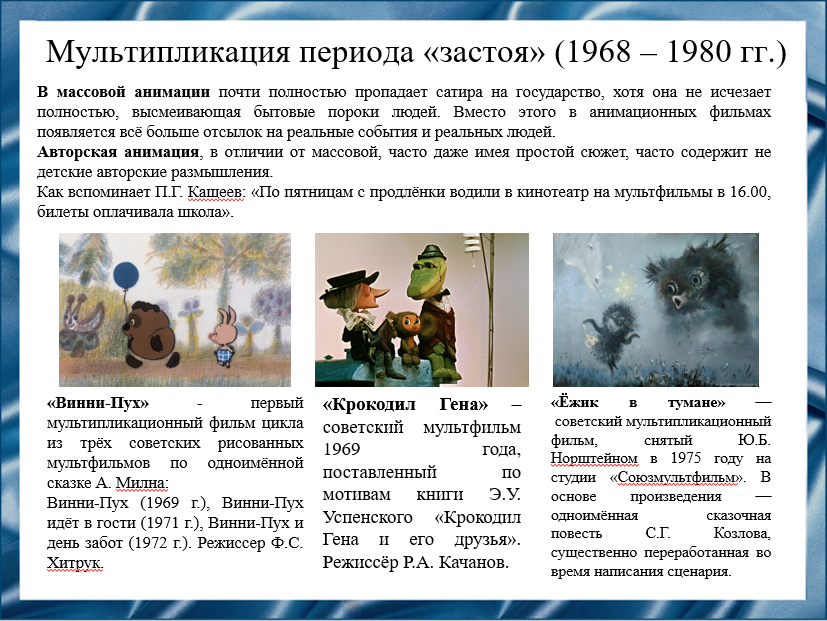 Мультипликация периода «застоя» (1968 – 1980 гг.)
В массовой анимации почти полностью пропадает сатира на государство, хотя она не исчезает
полностью, высмеивающая бытовые пороки людей. Вместо этого в анимационных фильмах
появляется всё больше отсылок на реальные события и реальных людей.
Авторская анимация, в отличии от массовой, часто даже имея простой сюжет, часто содержит не
детские авторские размышления.
Как вспоминает П.Г. Кащеев: «По пятницам с продлёнки водили в кинотеатр на мультфильмы в 16.00,
билеты оплачивала школа».
«Винни-Пух» - первый
мультипликационный фильм цикла
из трёх советских рисованных
мультфильмов по одноимённой
сказке А. Милна:
Винни-Пух (1969 г.), Винни-Пух
идёт в гости (1971 г.), Винни-Пух и
день забот (1972 г.). Режиссер Ф.С.
Хитрук.
«Крокодил Гена» –
советский мультфильм
1969 года,
поставленный по
мотивам книги Э.У.
Успенского «Крокодил
Гена и его друзья».
Режиссёр Р.А. Качанов.
«Ёжик в тумане» —
советский мультипликационный
фильм, снятый Ю.Б.
Норштейном в 1975 году на
студии «Союзмультфильм». В
основе произведения —
одноимённая сказочная
повесть С.Г. Козлова,
существенно переработанная во
время написания сценария.